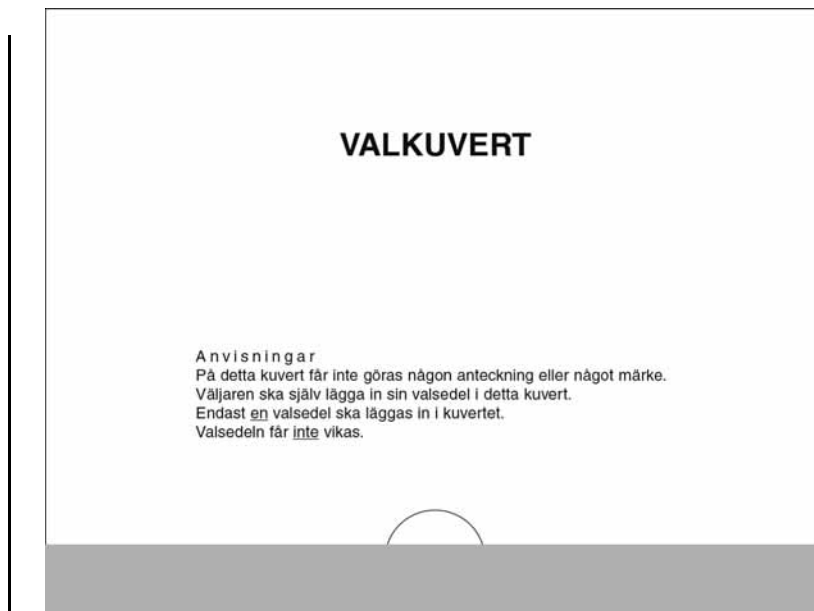 VALKUVERT
Anvisningar
På detta kuvert får inte göras någon anteckning eller något märke.
Väljaren ska själv lägga in sin valsedel i detta kuvert.
Endast en valsedel ska läggas in i kuvertet.
Valsedeln får inte vikas.